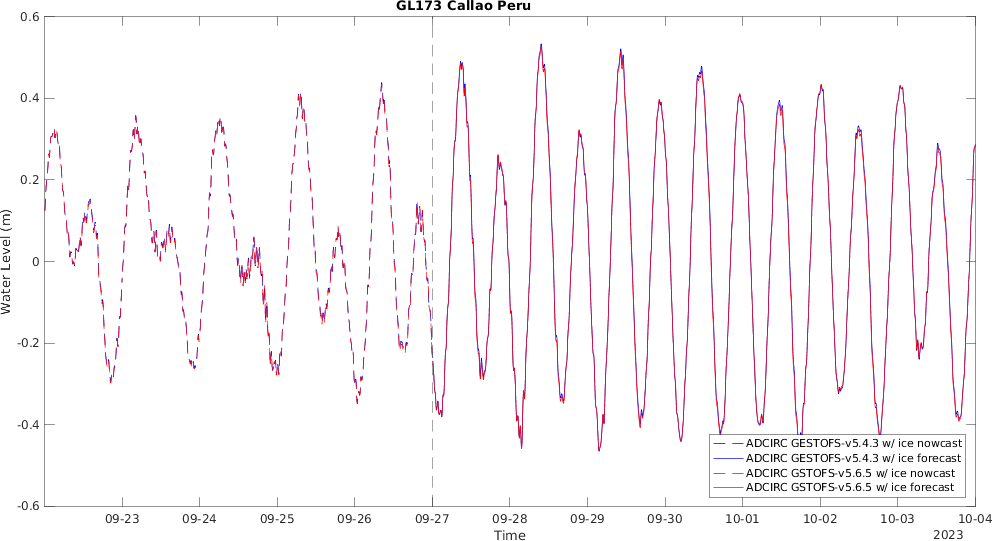 GL173 Callao Peru
0.6
0.4
0.2
0
-0.2
-0.4
-0.6
Water Level (m)
ADCIRC GESTOFS-v5.4.3 w/ ice nowcast
ADCIRC GESTOFS-v5.4.3 w/ ice forecast
ADCIRC GSTOFS-v5.6.5 w/ ice nowcast
ADCIRC GSTOFS-v5.6.5 w/ ice forecast
09-23 09-24 09-25 09-26 09-27 09-28 09-29 09-30 10-01 10-02 10-03 10-04
Time
2023